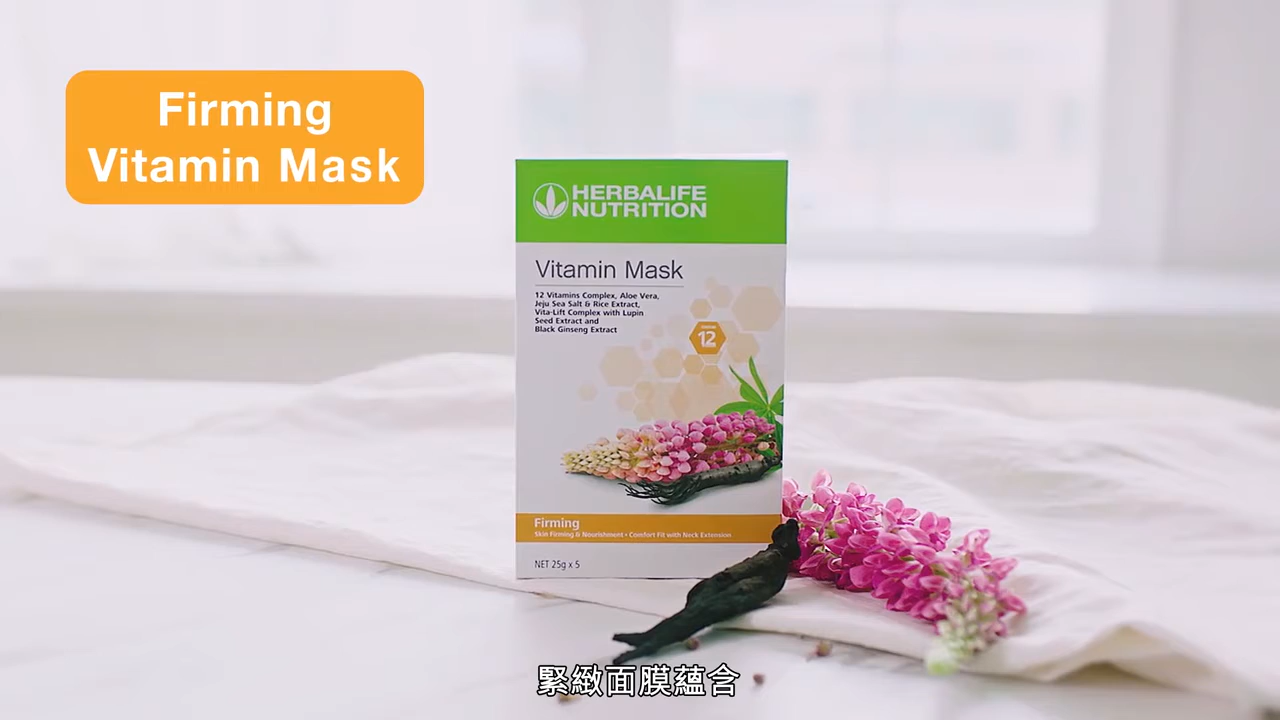 Firming
Vitamin Mask
HERBALIFE
NUTRITION
Vitamin Mask
12 Vitamins Complex, Aloe Vera,
Jeju Sea Salt & Rice Extract,
Vita-Lift Complex with Lupin
Seed Extract and
Black Ginseng Extract
12
Firming
Skin Firming & Nourishment • Comfort Fit with Neck Extension
NET 25g x 5
緊緻面膜蘊含